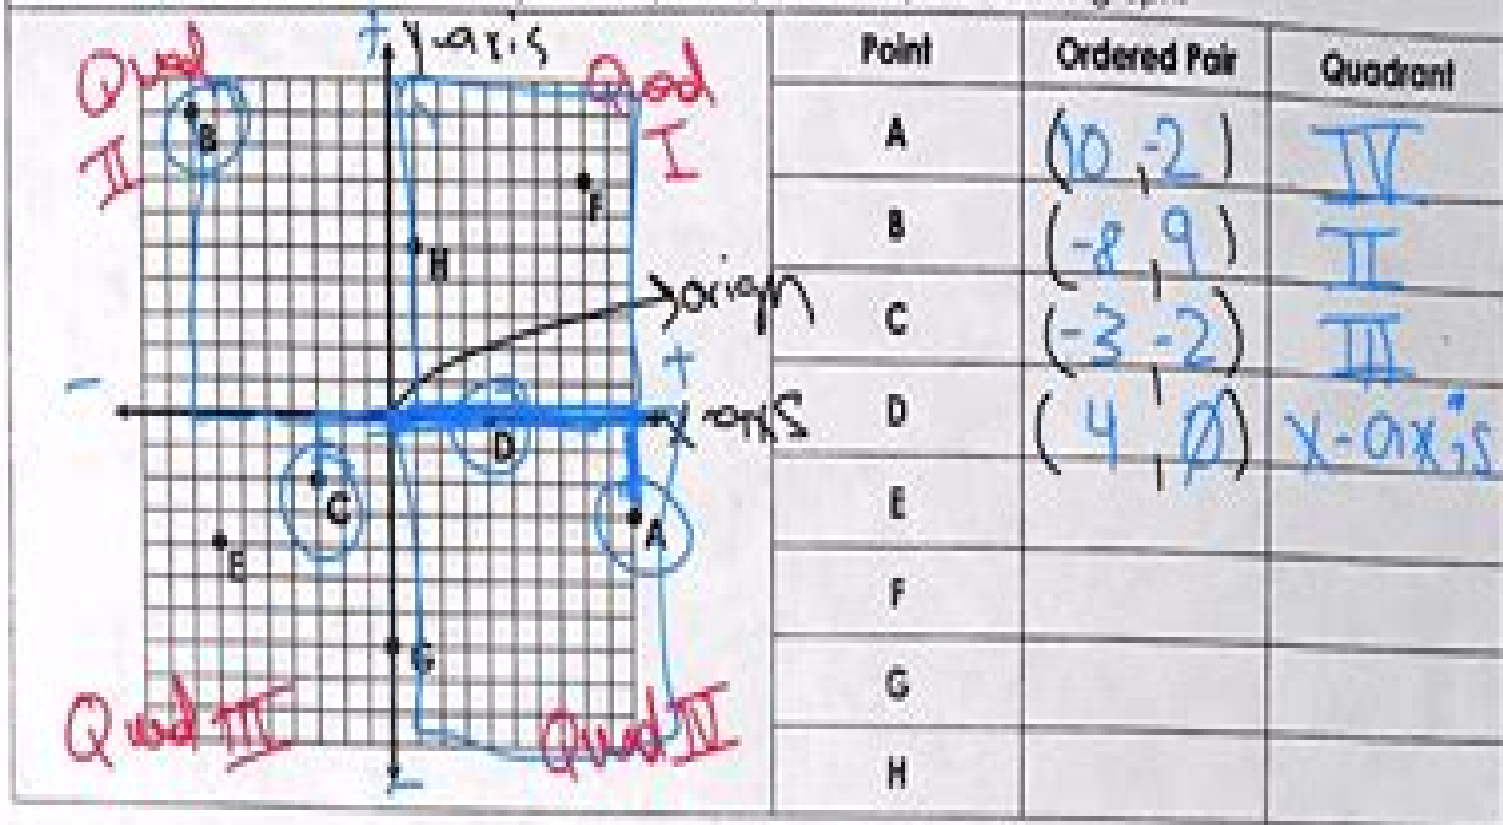 + y-axis
Quad II
Quad I
B
F
H
origin
-
+
x-axis
D
C
A
E
G
Quad III
Quad IV
-
Point Ordered Pair Quadrant
A (10, -2) IV
B (-8, 9) II
C (-3, -2) III
D (4, 0) x-axis
E
F
G
H